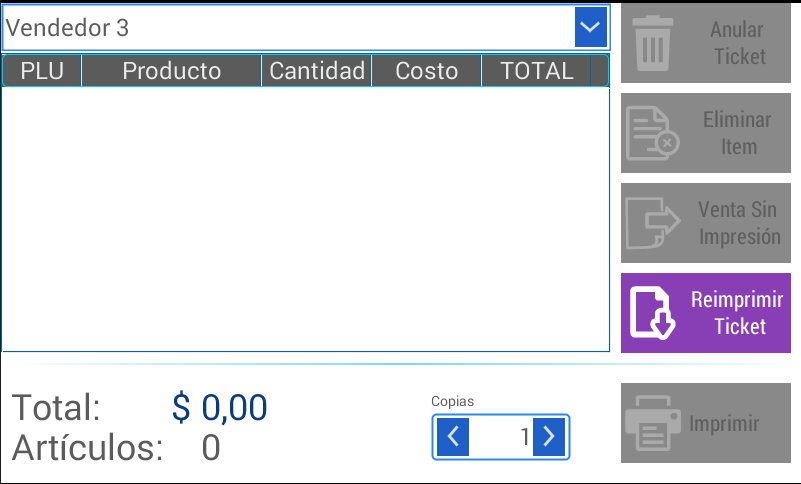 Vendedor 3
PLU Producto Cantidad Costo TOTAL
Anular
Ticket
Eliminar
Item
Venta Sin
Impresión
Reimprimir
Ticket
Total: $ 0,00
Artículos: 0
Copias
1
Imprimir